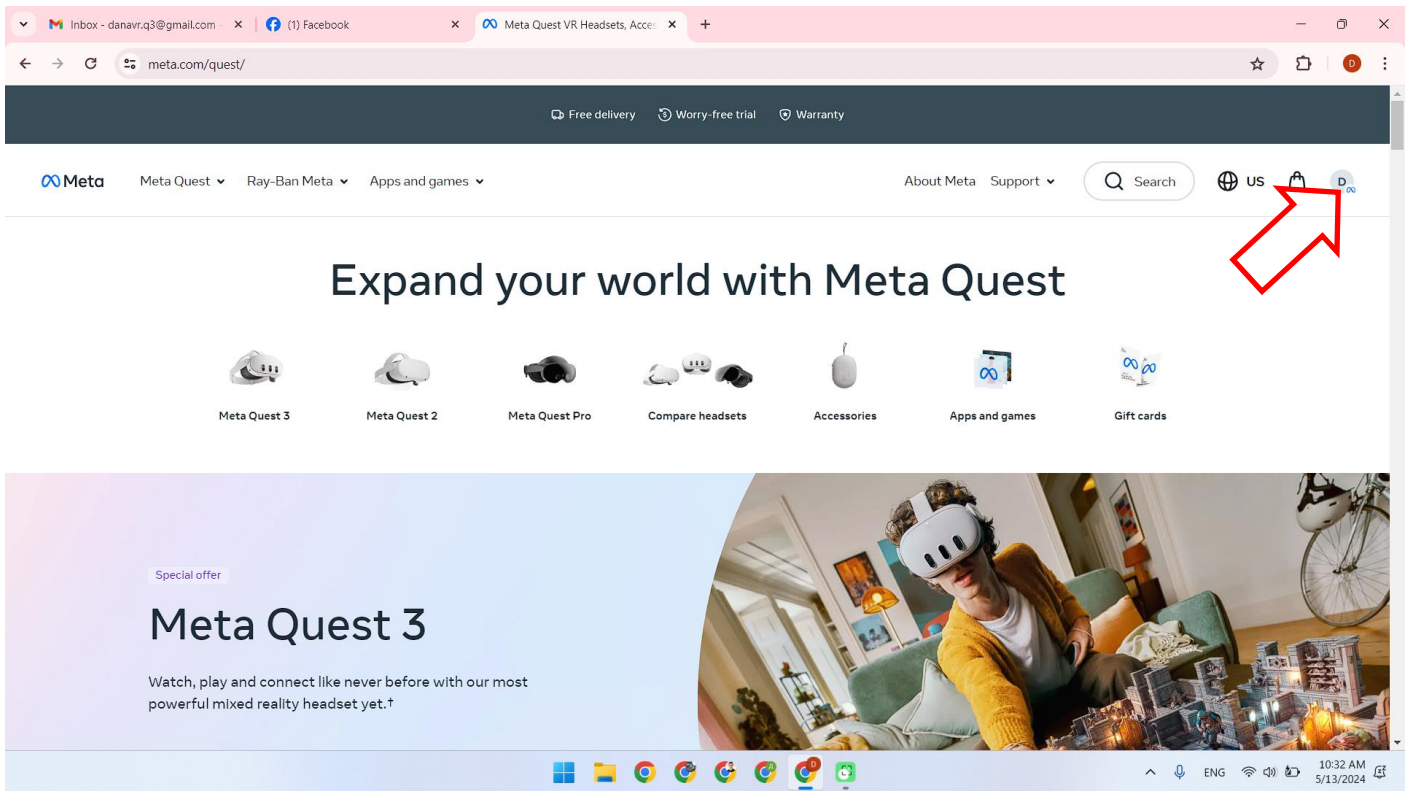 Inbox - danavr.q3@gmail.com
(1) Facebook
Meta Quest VR Headsets, Acces
meta.com/quest/
D
Free delivery Worry-free trial Warranty
Meta Meta Quest Ray-Ban Meta Apps and games About Meta Support Search US D
Expand your world with Meta Quest
Meta Quest 3 Meta Quest 2 Meta Quest Pro Compare headsets Accessories Apps and games Gift cards
Special offer
Meta Quest 3
Watch, play and connect like never before with our most
powerful mixed reality headset yet.†
D
ENG
10:32 AM
5/13/2024